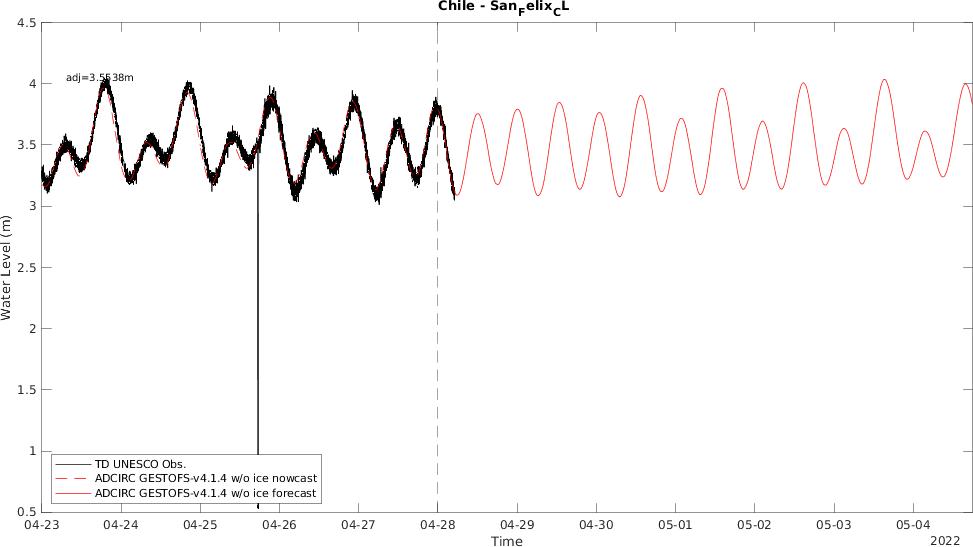 Chile - SanFelixCL
4.5
adj=3.5538m
4
3.5
3
2.5
2
1.5
1
0.5
Water Level (m)
TD UNESCO Obs.
ADCIRC GESTOFS-v4.1.4 w/o ice nowcast
ADCIRC GESTOFS-v4.1.4 w/o ice forecast
04-23 04-24 04-25 04-26 04-27 04-28 04-29 04-30 05-01 05-02 05-03 05-04
Time
2022